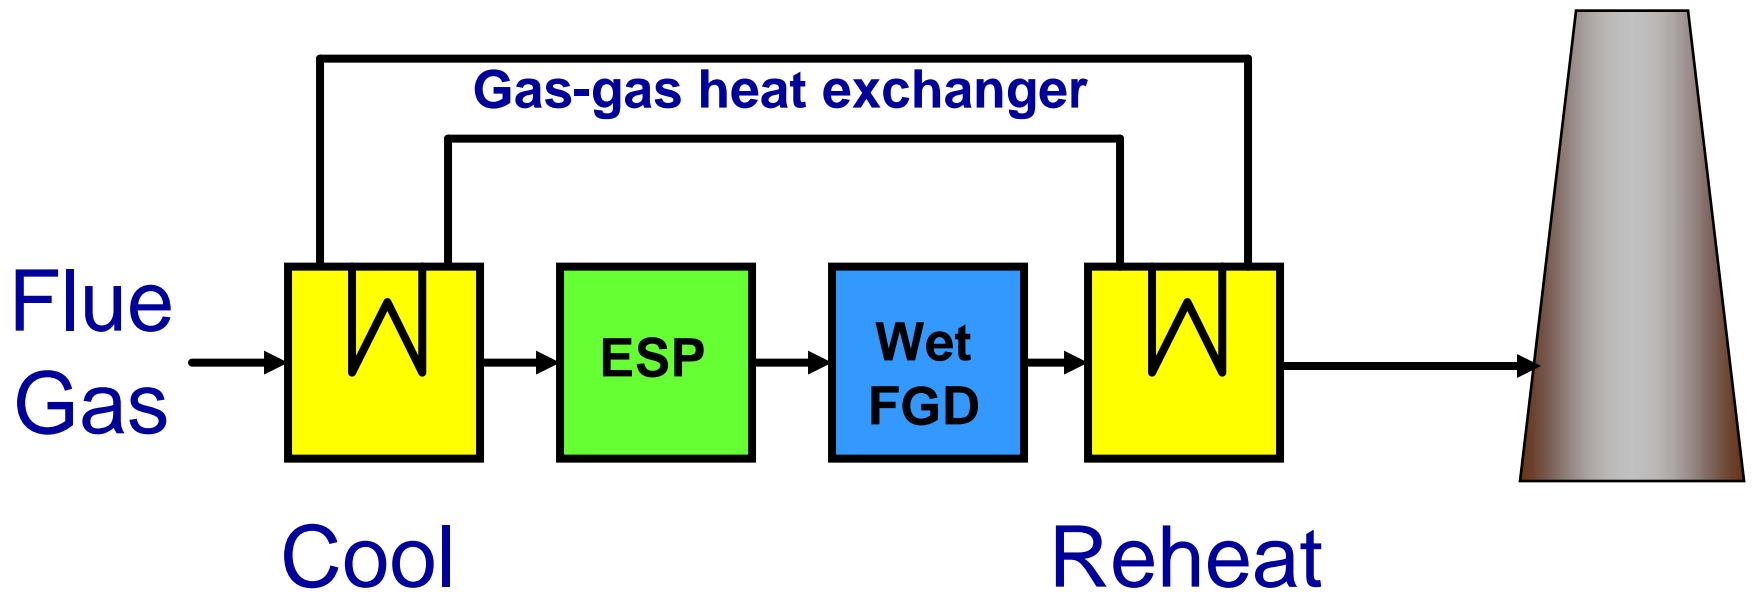 Gas-gas heat exchanger
Flue
Gas
ESP
Wet
FGD
Cool
Reheat